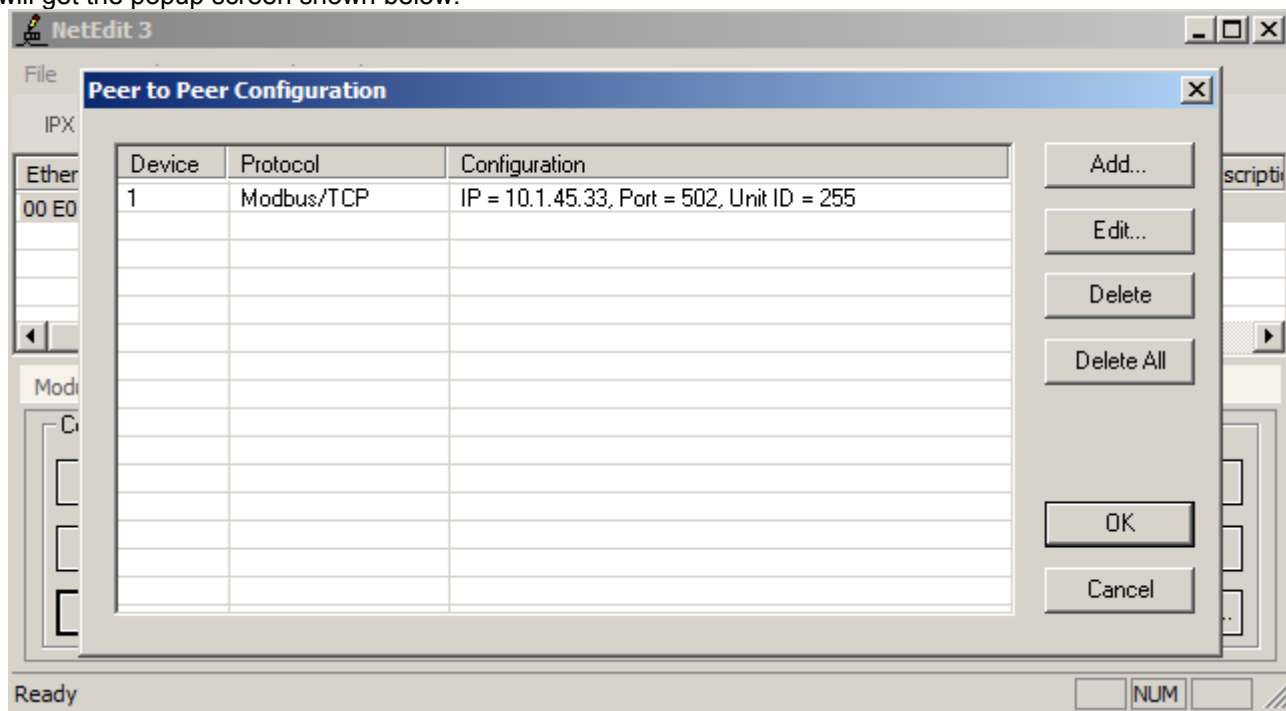 will get the popup screen shown below.
NetEdit 3
File
Peer to Peer Configuration
IPX
Device Protocol Configuration
Add...
Ether
scripti
1 Modbus/TCP IP = 10.1.45.33, Port = 502, Unit ID = 255
00 E0
Edit...
Delete
Delete All
Modu
C
OK
Cancel
Ready
NUM